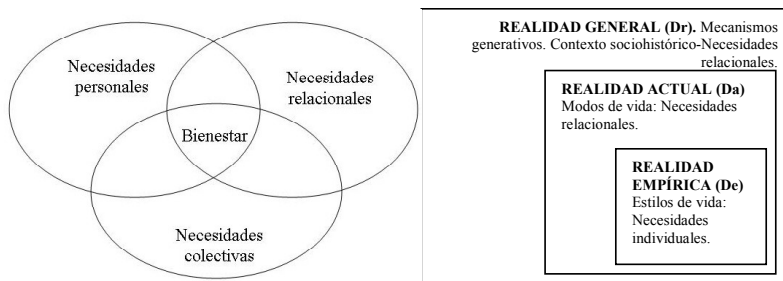 Necesidades
personales
Necesidades
relacionales
Bienestar
Necesidades
colectivas
REALIDAD GENERAL (Dr). Mecanismos
generativos. Contexto sociohistórico-Necesidades
relacionales.
REALIDAD ACTUAL (Da)
Modos de vida: Necesidades
relacionales.
REALIDAD
EMPÍRICA (De)
Estilos de vida:
Necesidades
individuales.